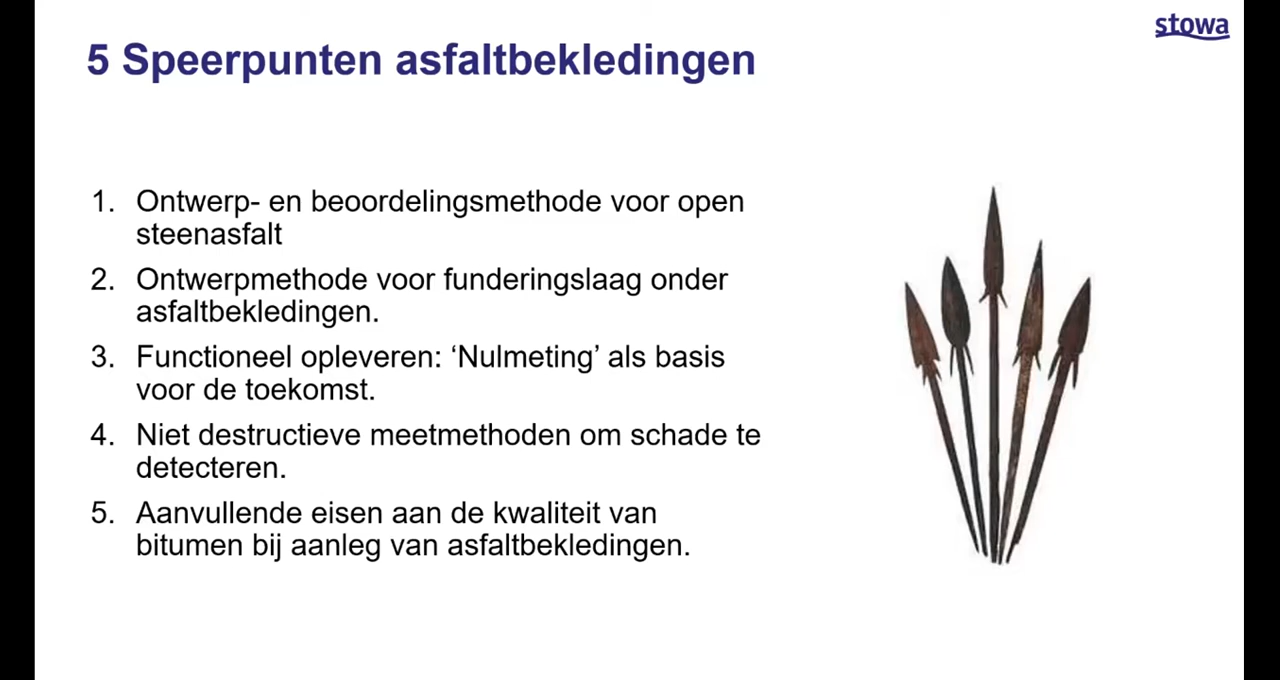 stowa
5 Speerpunten asfaltbekledingen
1. Ontwerp- en beoordelingsmethode voor open
steenasfalt
2. Ontwerpmethode voor funderingslaag onder
asfaltbekledingen.
3. Functioneel opleveren: ‘Nulmeting’ als basis
voor de toekomst.
4. Niet destructieve meetmethoden om schade te
detecteren.
5. Aanvullende eisen aan de kwaliteit van
bitumen bij aanleg van asfaltbekledingen.